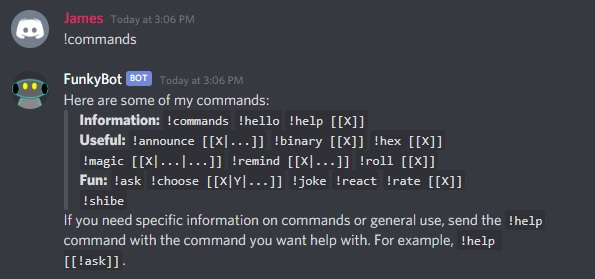 James Today at 3:06 PM
!commands
FunkyBot BOT Today at 3:06 PM
Here are some of my commands:
Information: !commands !hello !help [[X]]
Useful: !announce [[X|...]] !binary [[X]] !hex [[X]]
!magic [[X|...|...]] !remind [[X|...]] !roll [[X]]
Fun: !ask !choose [[X|Y|...]] !joke !react !rate [[X]]
!shibe
If you need specific information on commands or general use, send the !help
command with the command you want help with. For example, !help
[[!ask]].